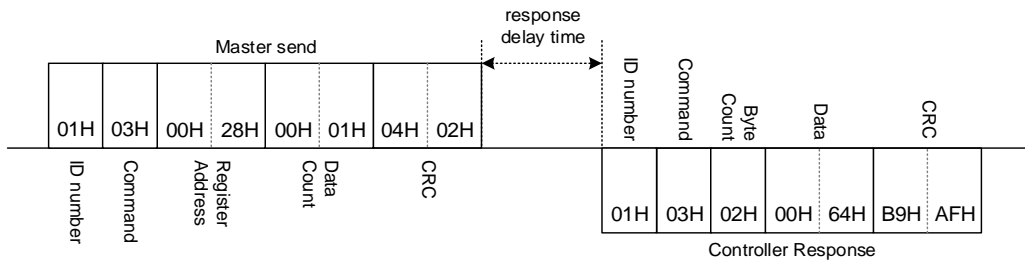 response
delay time
Master send
01H 03H 00H 28H 00H 01H 04H 02H
ID number
Command
Register
Address
Data
Count
CRC
ID number
Command
Byte
Count
Data
CRC
01H 03H 02H 00H 64H B9H AFH
Controller Response